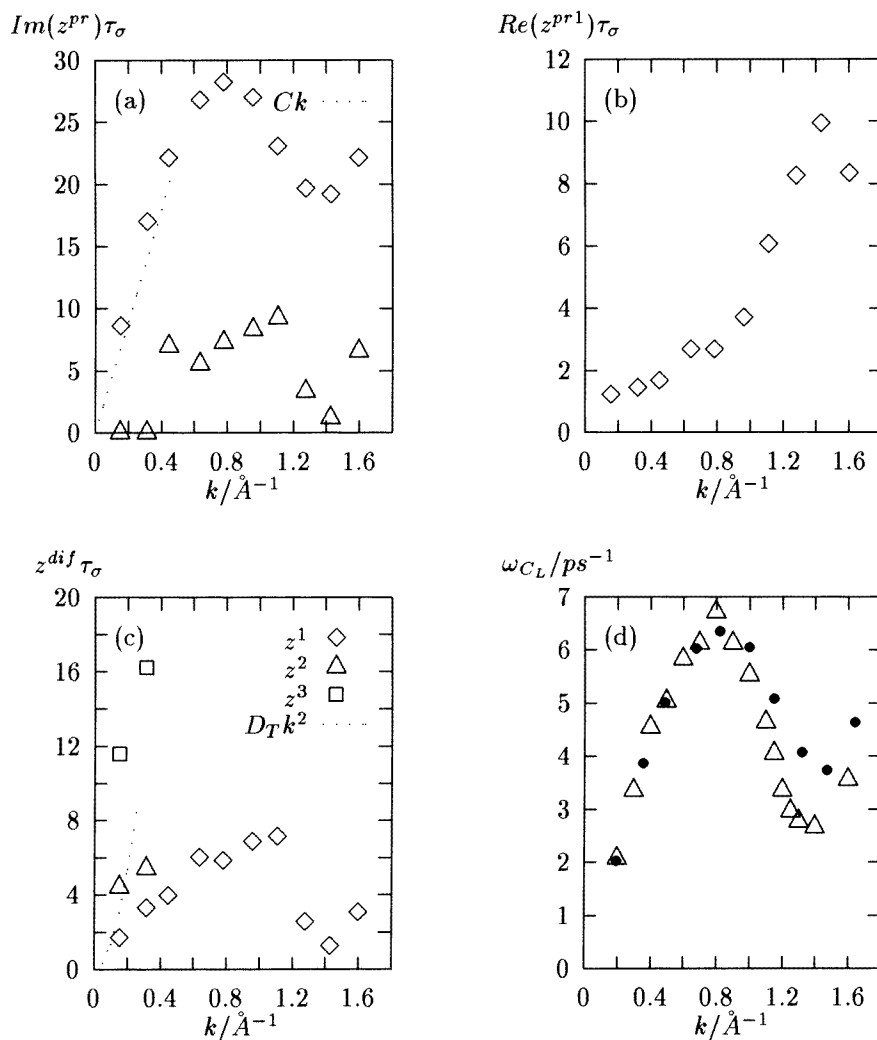 Im(z^{pr})τ_σ
30
25
20
15
10
5
0
(a)
Ck
0 0.4 0.8 1.2 1.6
k/Å^{-1}
Re(z^{pr1})τ_σ
12
10
8
6
4
2
0
(b)
0 0.4 0.8 1.2 1.6
k/Å^{-1}
z^{dif}τ_σ
20
16
12
8
4
0
(c)
z^1
z^2
z^3
D_T k^2
0 0.4 0.8 1.2 1.6
k/Å^{-1}
ω_{C_L}/ps^{-1}
7
6
5
4
3
2
1
0
(d)
0 0.4 0.8 1.2 1.6
k/Å^{-1}